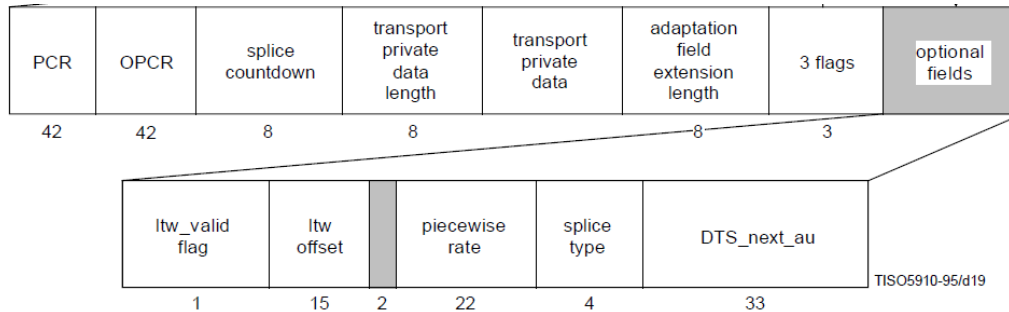 PCR
OPCR
splice
countdown
transport
private
data
length
transport
private
data
adaptation
field
extension
length
3 flags
optional
fields
42
42
8
8
8
3
ltw_valid
flag
ltw
offset
piecewise
rate
splice
type
DTS_next_au
TISO5910-95/d19
1
15
2
22
4
33